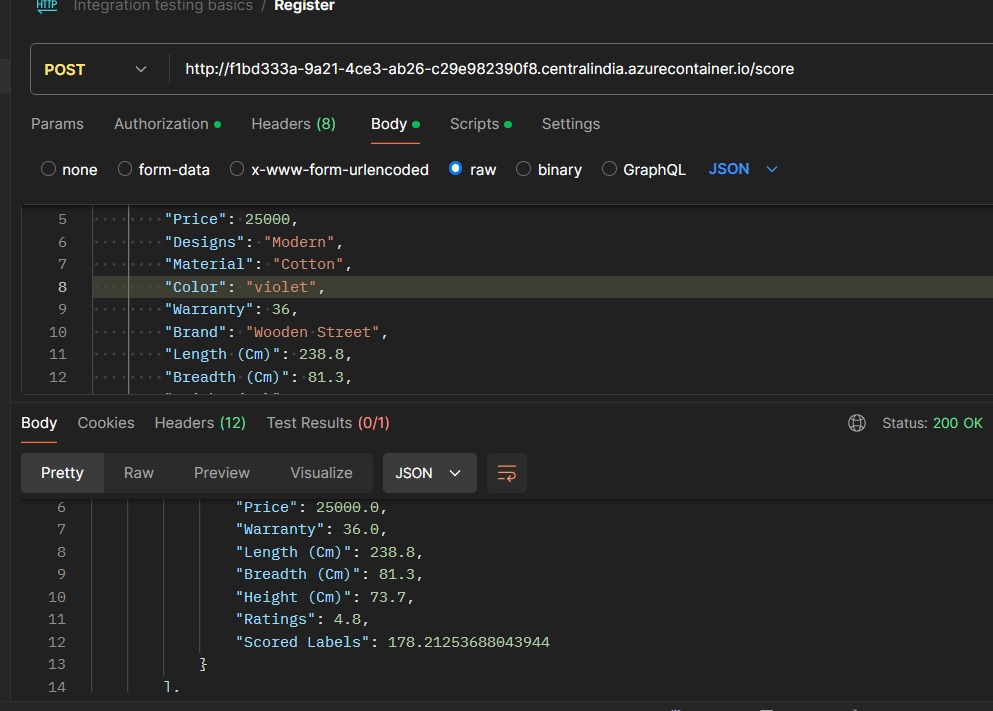 HTTP Integration testing basics / Register
POST http://f1bd333a-9a21-4ce3-ab26-c29e982390f8.centralindia.azurecontainer.io/score
Params Authorization Headers (8) Body Scripts Settings
none form-data x-www-form-urlencoded raw binary GraphQL JSON
5 "Price": 25000,
6 "Designs": "Modern",
7 "Material": "Cotton",
8 "Color": "violet",
9 "Warranty": 36,
10 "Brand": "Wooden Street",
11 "Length (Cm)": 238.8,
12 "Breadth (Cm)": 81.3,
Body Cookies Headers (12) Test Results (0/1) Status: 200 OK
Pretty Raw Preview Visualize JSON
6 "Price": 25000.0,
7 "Warranty": 36.0,
8 "Length (Cm)": 238.8,
9 "Breadth (Cm)": 81.3,
10 "Height (Cm)": 73.7,
11 "Ratings": 4.8,
12 "Scored Labels": 178.21253688043944
13 }
14 ],